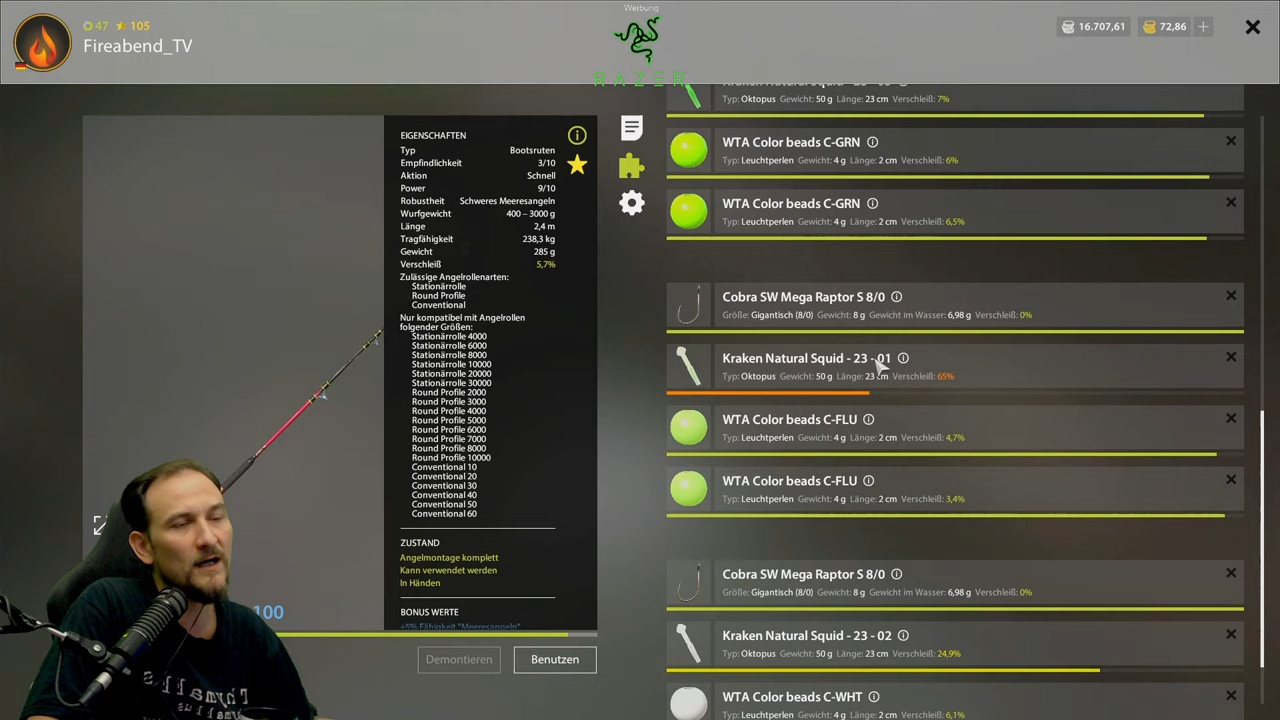 Werbung
47 105
Fireabend_TV
RAZER
16.707,61
72,86
EIGENSCHAFTEN
Typ Bootsruten
Empfindlichkeit 3/10
Aktion Schnell
Power 9/10
Robustheit Schweres Meeresangeln
Wurfgewicht 400 – 3000 g
Länge 2,4 m
Tragfähigkeit 238,3 kg
Gewicht 285 g
Verschleiß 5,7%
Zulässige Angelrollenarten:
Stationärrolle
Round Profile
Conventional
Nur kompatibel mit Angelrollen
folgender Größen:
Stationärrolle 4000
Stationärrolle 6000
Stationärrolle 8000
Stationärrolle 10000
Stationärrolle 20000
Stationärrolle 30000
Round Profile 2000
Round Profile 3000
Round Profile 4000
Round Profile 5000
Round Profile 6000
Round Profile 7000
Round Profile 8000
Round Profile 10000
Conventional 10
Conventional 20
Conventional 30
Conventional 40
Conventional 50
Conventional 60
ZUSTAND
Angelmontage komplett
Kann verwendet werden
In Händen
BONUS WERTE
+5% Fähigkeit "Meeresangeln"
100
Demontieren
Benutzen
Kraken Natural Squid - 23
Typ: Oktopus Gewicht: 50 g Länge: 23 cm Verschleiß: 7%
WTA Color beads C-GRN
Typ: Leuchtperlen Gewicht: 4 g Länge: 2 cm Verschleiß: 6%
WTA Color beads C-GRN
Typ: Leuchtperlen Gewicht: 4 g Länge: 2 cm Verschleiß: 6,5%
Cobra SW Mega Raptor S 8/0
Größe: Gigantisch (8/0) Gewicht: 8 g Gewicht im Wasser: 6,98 g Verschleiß: 0%
Kraken Natural Squid - 23 - 01
Typ: Oktopus Gewicht: 50 g Länge: 23 cm Verschleiß: 65%
WTA Color beads C-FLU
Typ: Leuchtperlen Gewicht: 4 g Länge: 2 cm Verschleiß: 4,7%
WTA Color beads C-FLU
Typ: Leuchtperlen Gewicht: 4 g Länge: 2 cm Verschleiß: 3,4%
Cobra SW Mega Raptor S 8/0
Größe: Gigantisch (8/0) Gewicht: 8 g Gewicht im Wasser: 6,98 g Verschleiß: 0%
Kraken Natural Squid - 23 - 02
Typ: Oktopus Gewicht: 50 g Länge: 23 cm Verschleiß: 24,9%
WTA Color beads C-WHT
Typ: Leuchtperlen Gewicht: 4 g Länge: 2 cm Verschleiß: 6,1%